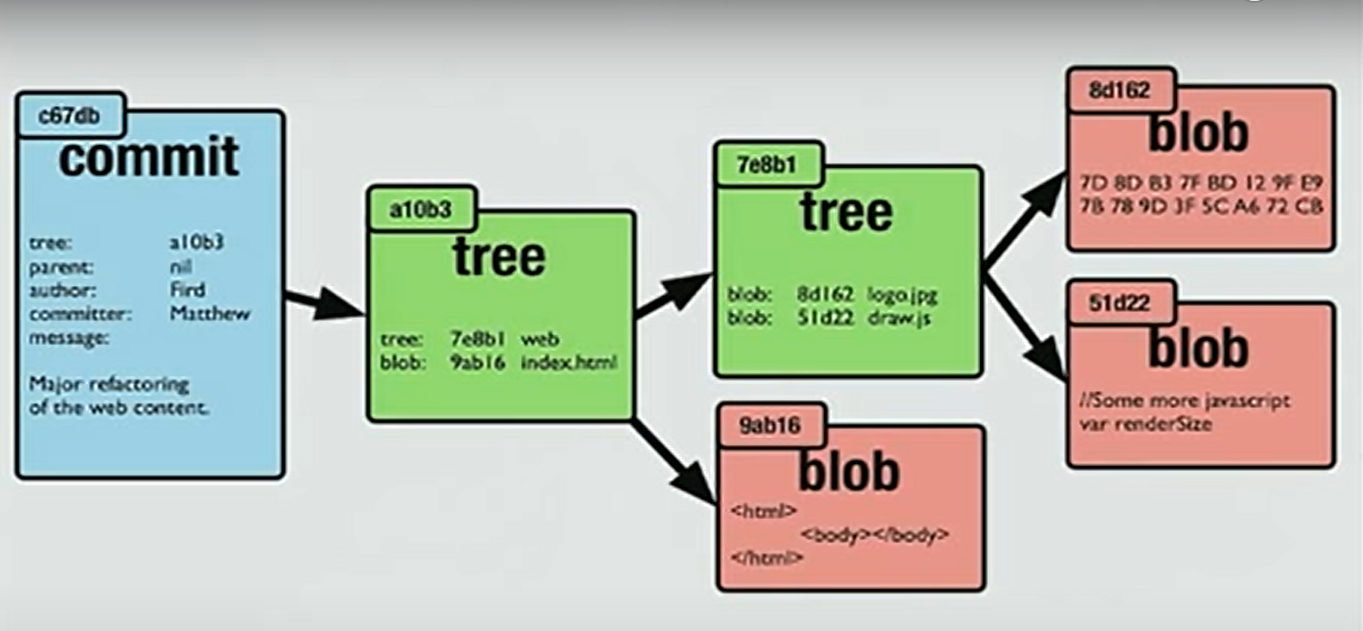 c67db
commit
tree: a10b3
parent: nil
author: Fird
committer: Matthew
message:
Major refactoring
of the web content.
a10b3
tree
tree: 7e8b1 web
blob: 9ab16 index.html
7e8b1
tree
blob: 8d162 logo.jpg
blob: 51d22 draw.js
9ab16
blob
<html>
<body></body>
</html>
8d162
blob
7D 8D B3 7F BD 12 9F E9
7B 78 9D 3F 5C A6 72 CB
51d22
blob
//Some more javascript
var renderSize